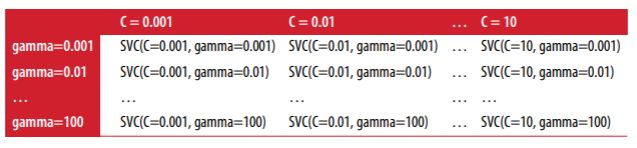 C = 0.001 C = 0.01 … C = 10
gamma=0.001 SVC(C=0.001, gamma=0.001) SVC(C=0.01, gamma=0.001) … SVC(C=10, gamma=0.001)
gamma=0.01 SVC(C=0.001, gamma=0.01) SVC(C=0.01, gamma=0.01) … SVC(C=10, gamma=0.01)
… … … … …
gamma=100 SVC(C=0.001, gamma=100) SVC(C=0.01, gamma=100) … SVC(C=10, gamma=100)